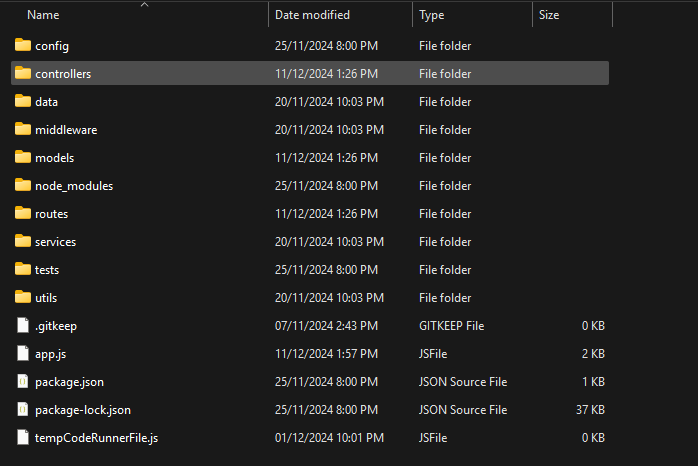 Name Date modified Type Size
config 25/11/2024 8:00 PM File folder
controllers 11/12/2024 1:26 PM File folder
data 20/11/2024 10:03 PM File folder
middleware 20/11/2024 10:03 PM File folder
models 11/12/2024 1:26 PM File folder
node_modules 25/11/2024 8:00 PM File folder
routes 11/12/2024 1:26 PM File folder
services 20/11/2024 10:03 PM File folder
tests 25/11/2024 8:00 PM File folder
utils 20/11/2024 10:03 PM File folder
.gitkeep 07/11/2024 2:43 PM GITKEEP File 0 KB
app.js 11/12/2024 1:57 PM JSFile 2 KB
package.json 25/11/2024 8:00 PM JSON Source File 1 KB
package-lock.json 25/11/2024 8:00 PM JSON Source File 37 KB
tempCodeRunnerFile.js 01/12/2024 10:01 PM JSFile 0 KB